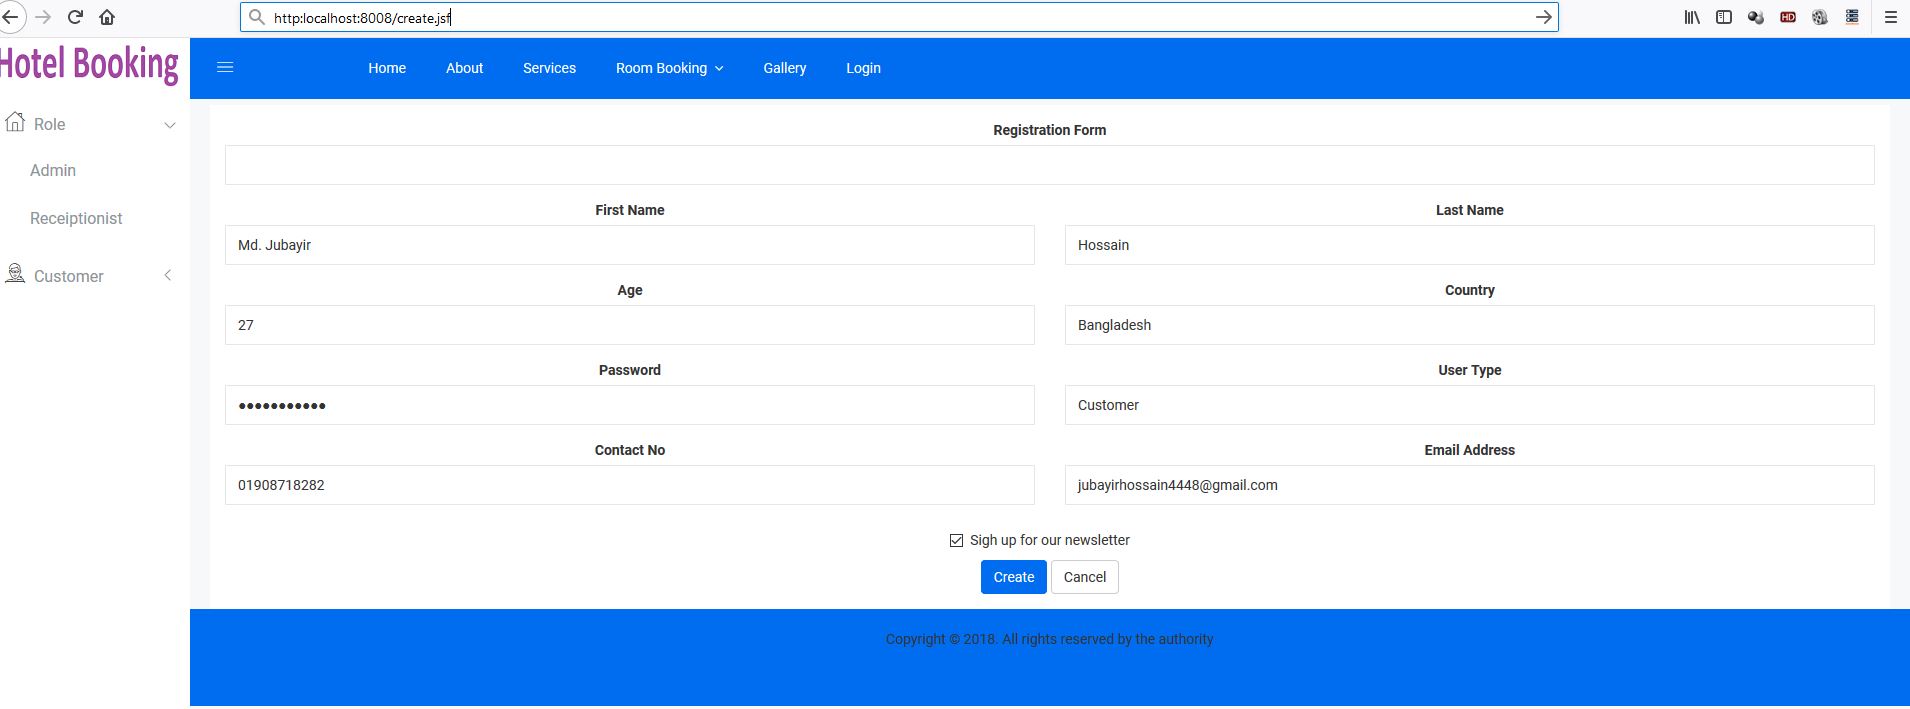 http:localhost:8008/create.jsf
HD
Hotel Booking
Home About Services Room Booking Gallery Login
Role
Admin
Receiptionist
Customer
Registration Form
First Name Last Name
Md. Jubayir Hossain
Age Country
27 Bangladesh
Password User Type
●●●●●●●●●●● Customer
Contact No Email Address
01908718282 jubayirhossain4448@gmail.com
Sigh up for our newsletter
Create Cancel
Copyright © 2018. All rights reserved by the authority